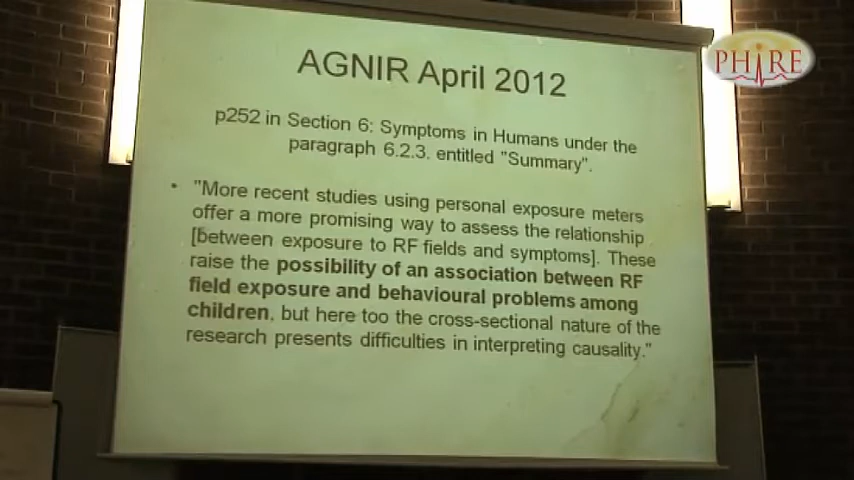 AGNIR April 2012
PHIRE
p252 in Section 6: Symptoms in Humans under the
paragraph 6.2.3. entitled "Summary".
• "More recent studies using personal exposure meters
offer a more promising way to assess the relationship
[between exposure to RF fields and symptoms]. These
raise the possibility of an association between RF
field exposure and behavioural problems among
children, but here too the cross-sectional nature of the
research presents difficulties in interpreting causality."